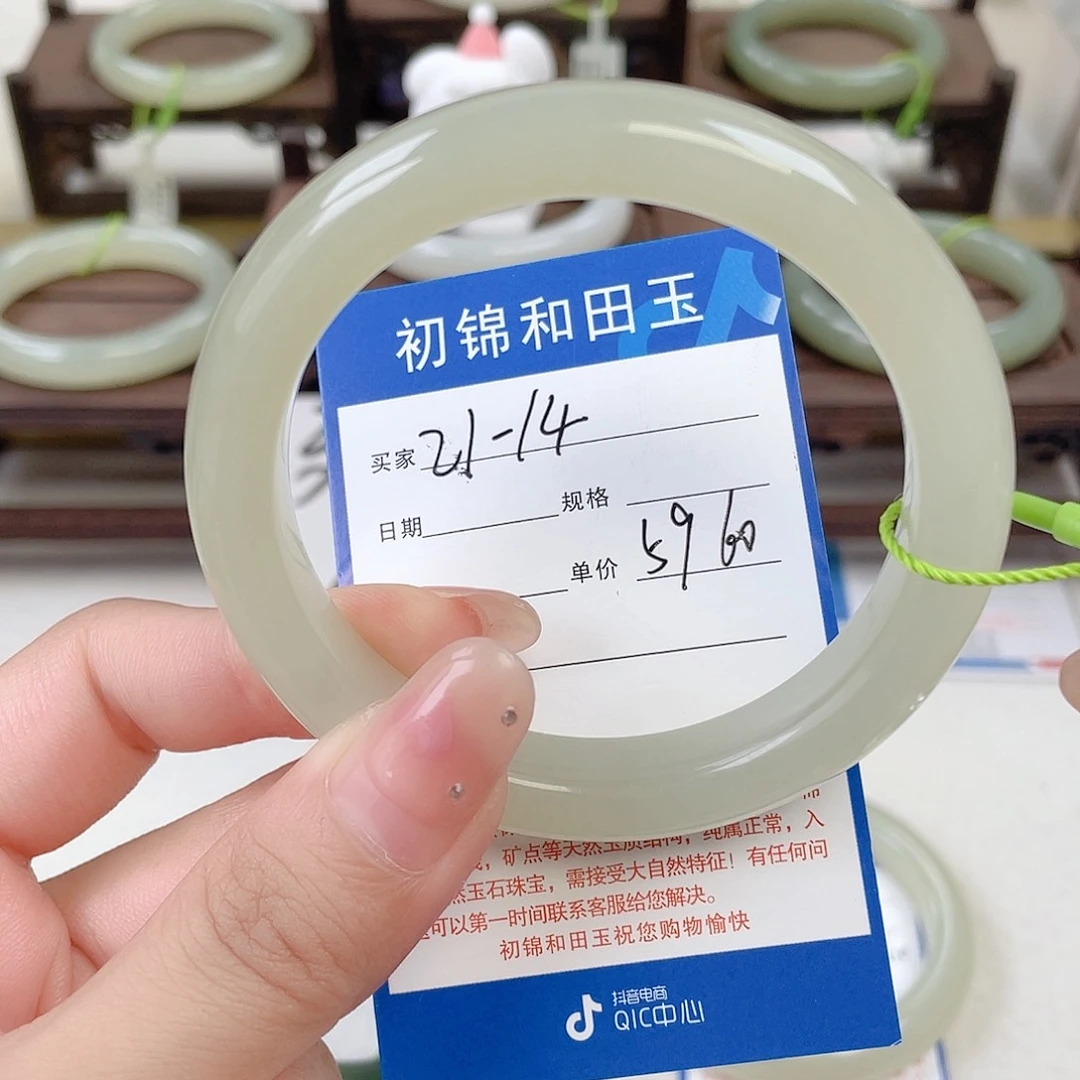 初锦和田玉
买家 21-14
日期 规格
单价 5960
矿点等天然玉质结构,纯属正常,入
玉石珠宝,需接受大自然特征!有任何问
可以第一时间联系客服给您解决。
初锦和田玉祝您购物愉快
抖音电商
QIC中心